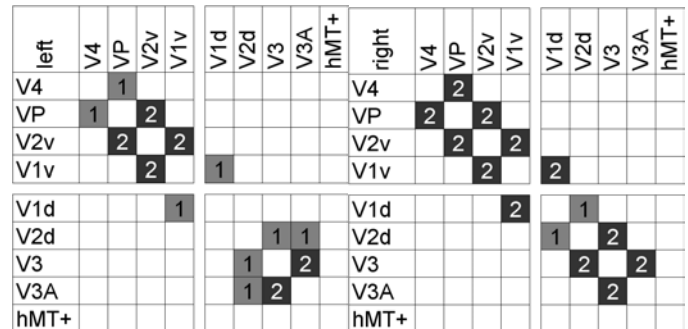 left V4 VP V2v V1v V1d V2d V3 V3A hMT+ right V4 VP V2v V1v V1d V2d V3 V3A hMT+
V4 1 V4 2
VP 1 2 VP 2 2
V2v 2 2 V2v 2 2
V1v 2 1 V1v 2 2
V1d 1 V1d 2 1
V2d 1 1 V2d 1 2
V3 1 2 V3 2 2
V3A 1 2 V3A 2
hMT+ hMT+